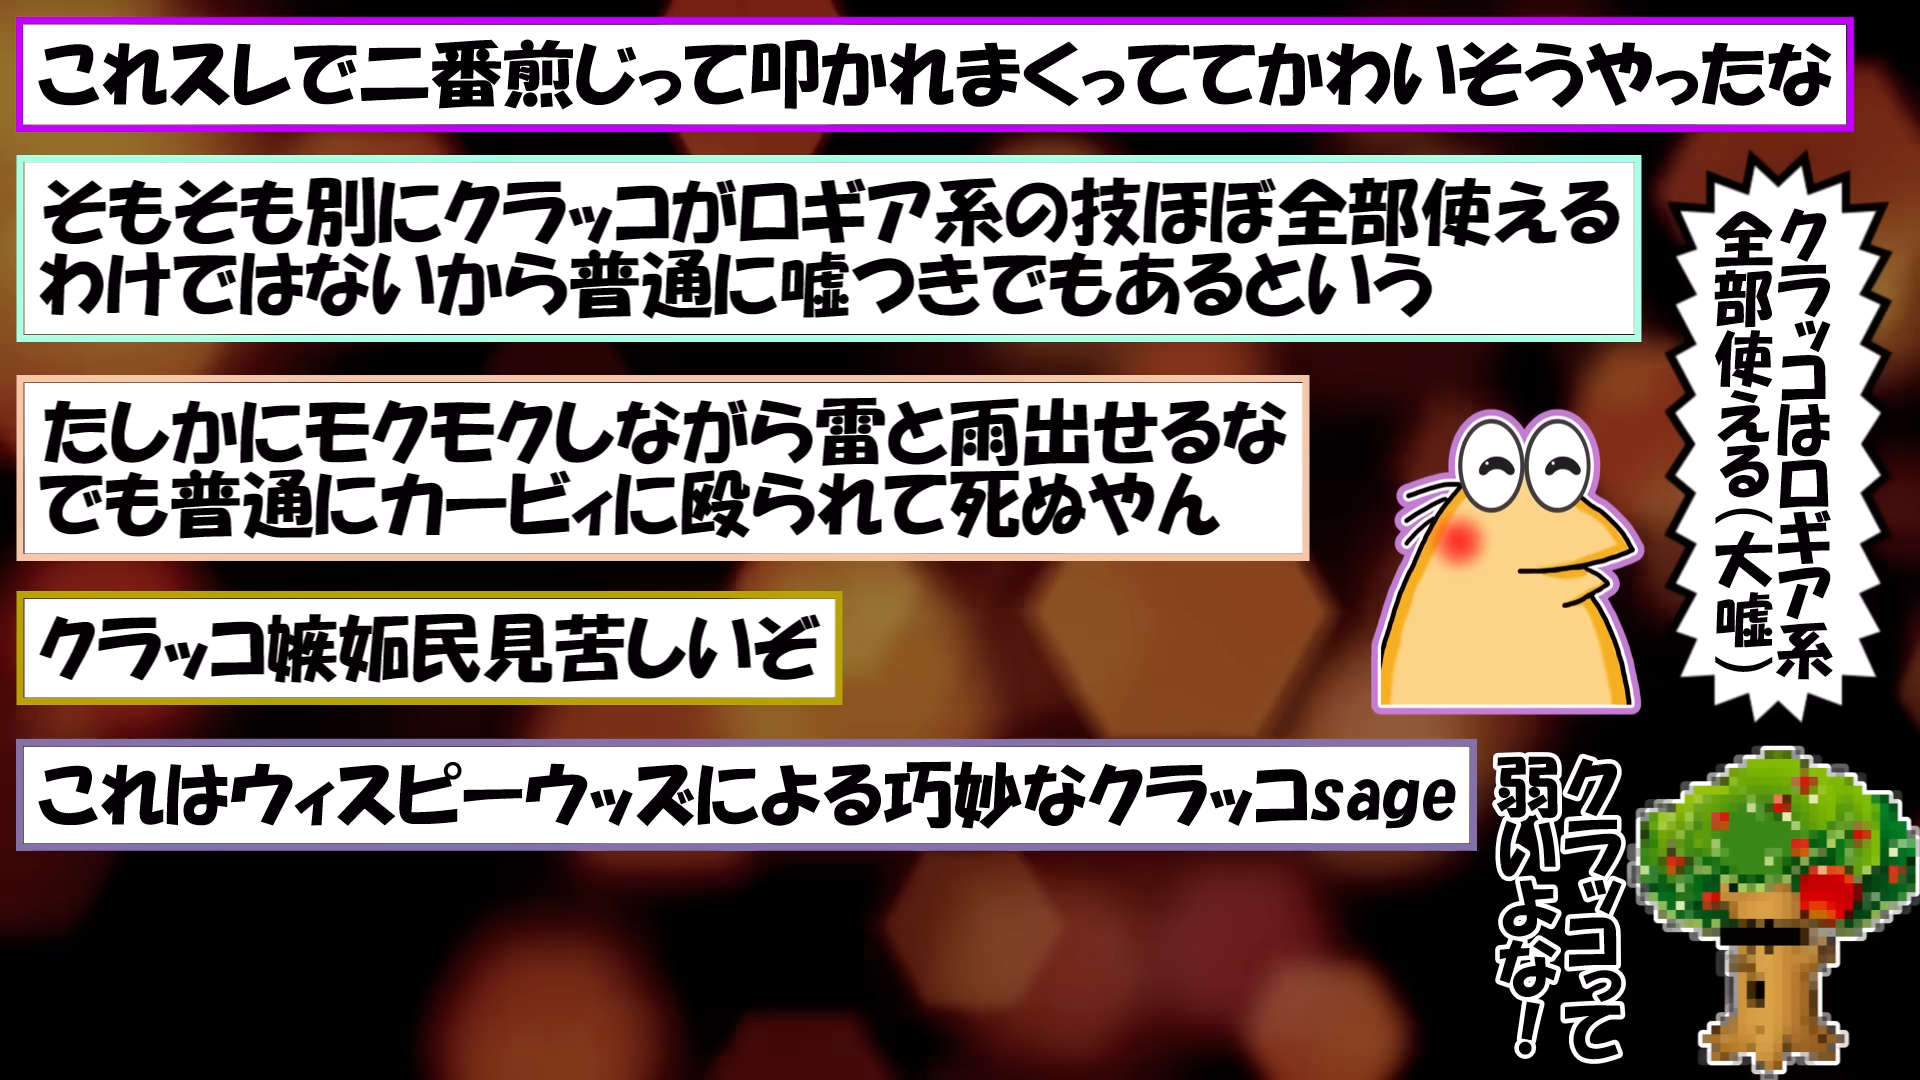 これスレで二番煎じって叩かれまくっててかわいそうやったな
そもそも別にクラッコがロギア系の技ほぼ全部使える
わけではないから普通に嘘つきでもあるという
たしかにモクモクしながら雷と雨出せるな
でも普通にカービィに殴られて死ぬやん
クラッコ嫉妬民見苦しいぞ
これはウィスピーウッズによる巧妙なクラッコsage
クラッコはロギア系
全部使える(大嘘)
クラッコって
弱いよな!